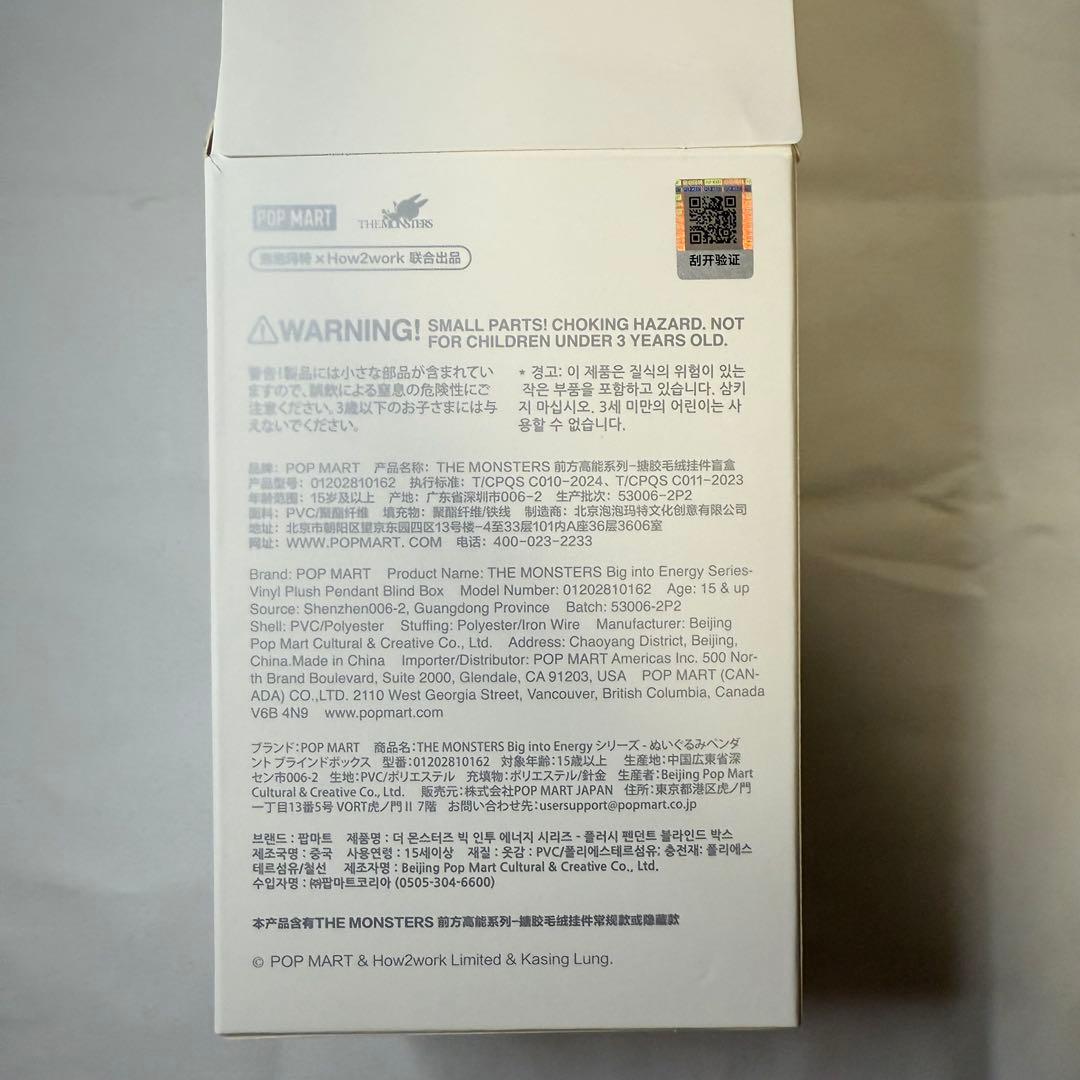 POP MART THE MONSTERS
泡泡玛特 × How2work 联合出品
刮开验证
WARNING! SMALL PARTS! CHOKING HAZARD. NOT
FOR CHILDREN UNDER 3 YEARS OLD.
警告!製品には小さな部品が含まれてい
ますので、誤飲による窒息の危険性にご
注意ください。3歳以下のお子さまには与
えないでください。
* 경고: 이 제품은 질식의 위험이 있는
작은 부품을 포함하고 있습니다. 삼키
지 마십시오. 3세 미만의 어린이는 사
용할 수 없습니다.
品牌: POP MART 产品名称: THE MONSTERS 前方高能系列-搪胶毛绒挂件盲盒
产品型号: 01202810162 执行标准: T/CPQS C010-2024、T/CPQS C011-2023
年龄范围: 15岁及以上 产地: 广东省深圳市006-2 生产批次: 53006-2P2
面料: PVC/聚酯纤维 填充物: 聚酯纤维/铁线 制造商: 北京泡泡玛特文化创意有限公司
地址: 北京市朝阳区望京东园四区13号楼-4至33层101内A座36层3606室
网址: WWW.POPMART. COM 电话: 400-023-2233
Brand: POP MART Product Name: THE MONSTERS Big into Energy Series-
Vinyl Plush Pendant Blind Box Model Number: 01202810162 Age: 15 & up
Source: Shenzhen006-2, Guangdong Province Batch: 53006-2P2
Shell: PVC/Polyester Stuffing: Polyester/Iron Wire Manufacturer: Beijing
Pop Mart Cultural & Creative Co., Ltd. Address: Chaoyang District, Beijing,
China.Made in China Importer/Distributor: POP MART Americas Inc. 500 Nor-
th Brand Boulevard, Suite 2000, Glendale, CA 91203, USA POP MART (CAN-
ADA) CO.,LTD. 2110 West Georgia Street, Vancouver, British Columbia, Canada
V6B 4N9 www.popmart.com
ブランド:POP MART 商品名:THE MONSTERS Big into Energy シリーズ - ぬいぐるみペンダ
ント ブラインドボックス 型番:01202810162 対象年齢:15歳以上 生産地:中国広東省深
セン市006-2 生地:PVC/ポリエステル 充填物:ポリエステル/針金 生産者:Beijing Pop Mart
Cultural & Creative Co., Ltd. 販売元:株式会社POP MART JAPAN 住所:東京都港区虎ノ門
一丁目13番5号 VORT虎ノ門Ⅱ 7階 お問い合わせ先:usersupport@popmart.co.jp
브랜드 : 팝마트 제품명 : 더 몬스터즈 빅 인투 에너지 시리즈 - 플러시 펜던트 블라인드 박스
제조국명 : 중국 사용연령 : 15세이상 재질 : 옷감 : PVC/폴리에스테르섬유; 충전재: 폴리에스
테르섬유/철선 제조자명 : Beijing Pop Mart Cultural & Creative Co., Ltd.
수입자명 : ㈜팝마트코리아 (0505-304-6600)
本产品含有THE MONSTERS 前方高能系列-搪胶毛绒挂件常规款或隐藏款
© POP MART & How2work Limited & Kasing Lung.